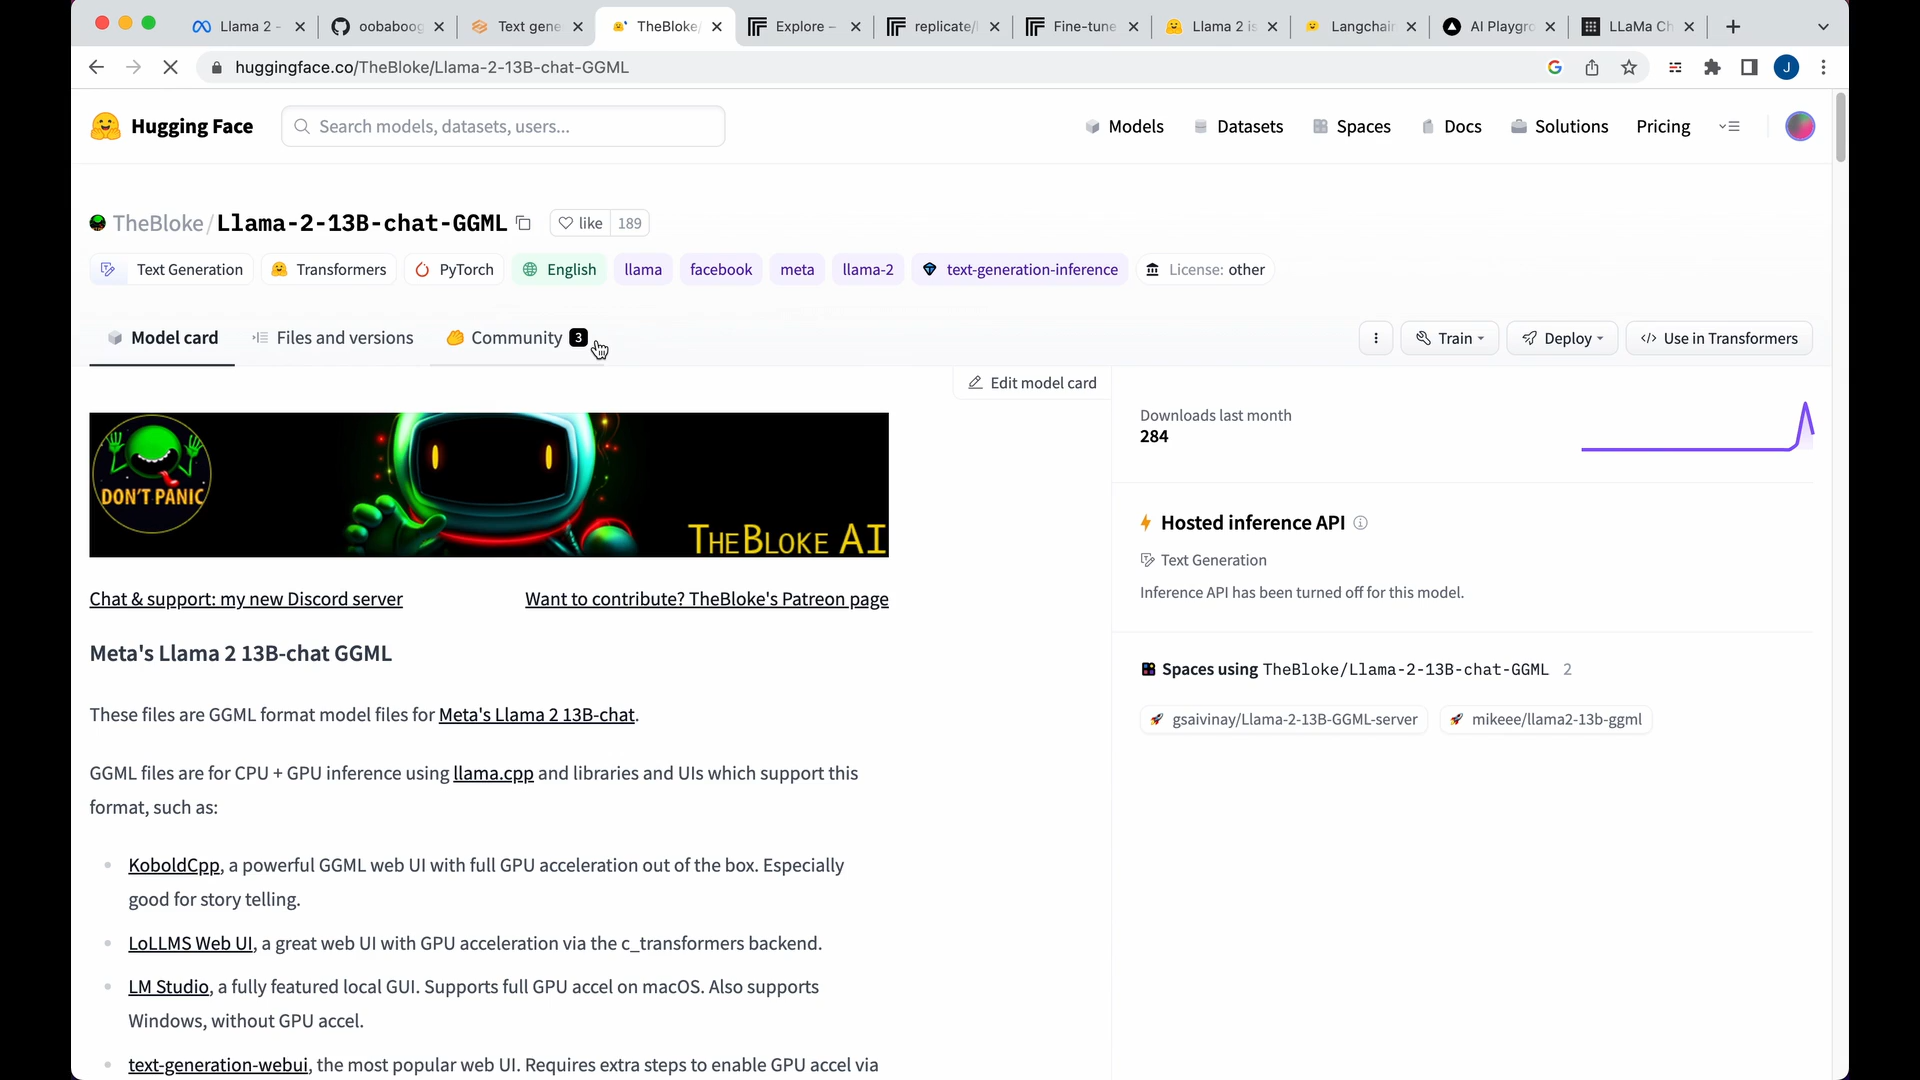 Llama 2 -
oobaboog
Text gene
TheBloke/
Explore –
replicate/l
Fine-tune
Llama 2 is
Langchain
AI Playgro
LLaMa Ch
huggingface.co/TheBloke/Llama-2-13B-chat-GGML
J
Hugging Face
Search models, datasets, users...
Models
Datasets
Spaces
Docs
Solutions
Pricing
TheBloke/Llama-2-13B-chat-GGML
like 189
Text Generation
Transformers
PyTorch
English
llama
facebook
meta
llama-2
text-generation-inference
License: other
Model card
Files and versions
Community 3
Train
Deploy
</> Use in Transformers
Edit model card
DON'T PANIC
THEBLOKE AI
Chat & support: my new Discord server
Want to contribute? TheBloke's Patreon page
Meta's Llama 2 13B-chat GGML
These files are GGML format model files for Meta's Llama 2 13B-chat.
GGML files are for CPU + GPU inference using llama.cpp and libraries and UIs which support this
format, such as:
KoboldCpp, a powerful GGML web UI with full GPU acceleration out of the box. Especially
good for story telling.
LoLLMS Web UI, a great web UI with GPU acceleration via the c_transformers backend.
LM Studio, a fully featured local GUI. Supports full GPU accel on macOS. Also supports
Windows, without GPU accel.
text-generation-webui, the most popular web UI. Requires extra steps to enable GPU accel via
Downloads last month
284
Hosted inference API
Text Generation
Inference API has been turned off for this model.
Spaces using TheBloke/Llama-2-13B-chat-GGML 2
gsaivinay/Llama-2-13B-GGML-server
mikeee/llama2-13b-ggml